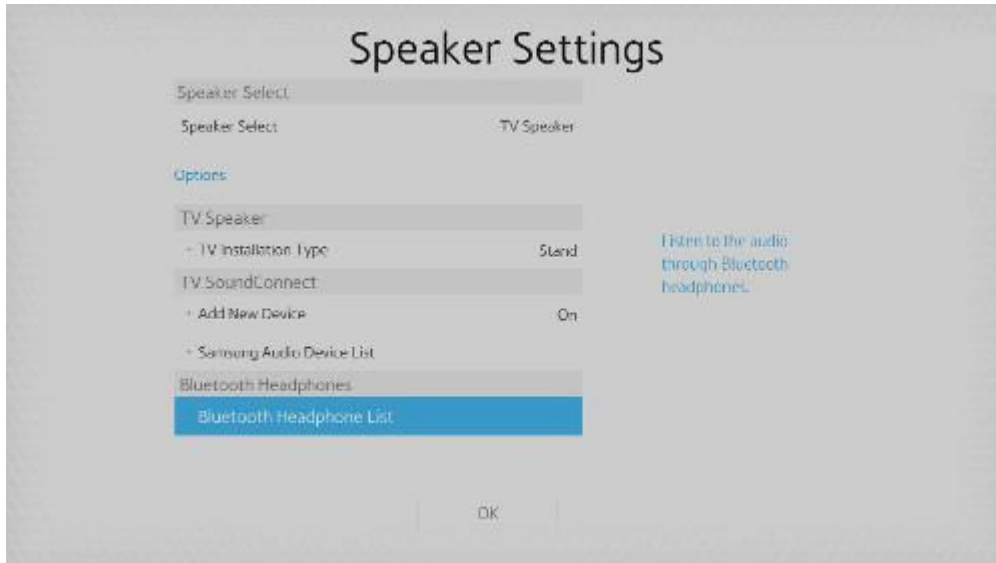 Speaker Settings
Speaker Select
Speaker Select TV Speaker
Options
TV Speaker
TV Installation Type Stand
TV SoundConnect
Add New Device On
Samsung Audio Device List
Bluetooth Headphones
Bluetooth Headphone List
Listen to the audio
through Bluetooth
headphones.
OK